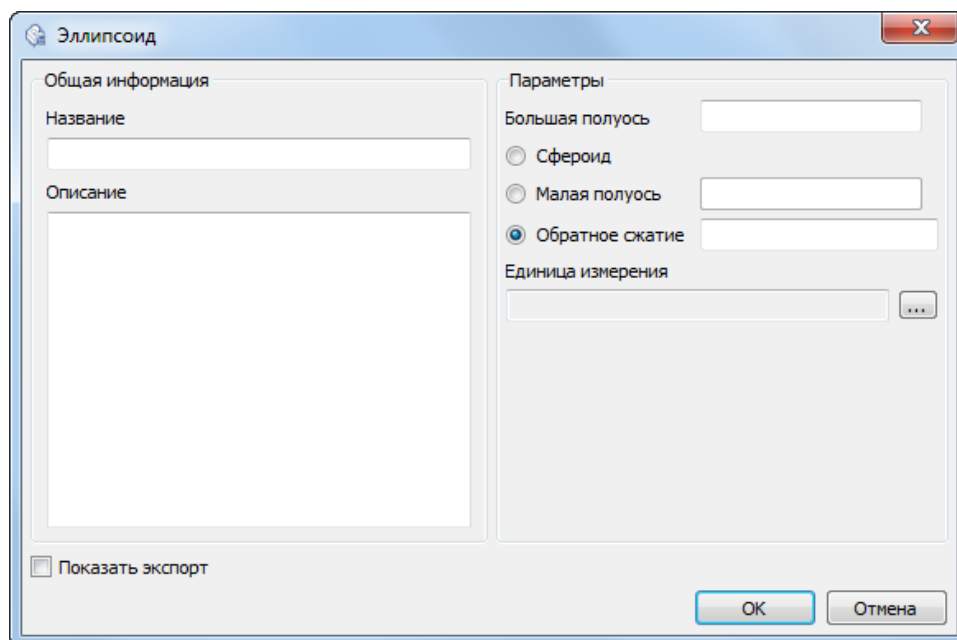 Эллипсоид
Общая информация
Название
Описание
Параметры
Большая полуось
Сфероид
Малая полуось
Обратное сжатие
Единица измерения
...
Показать экспорт
OK
Отмена